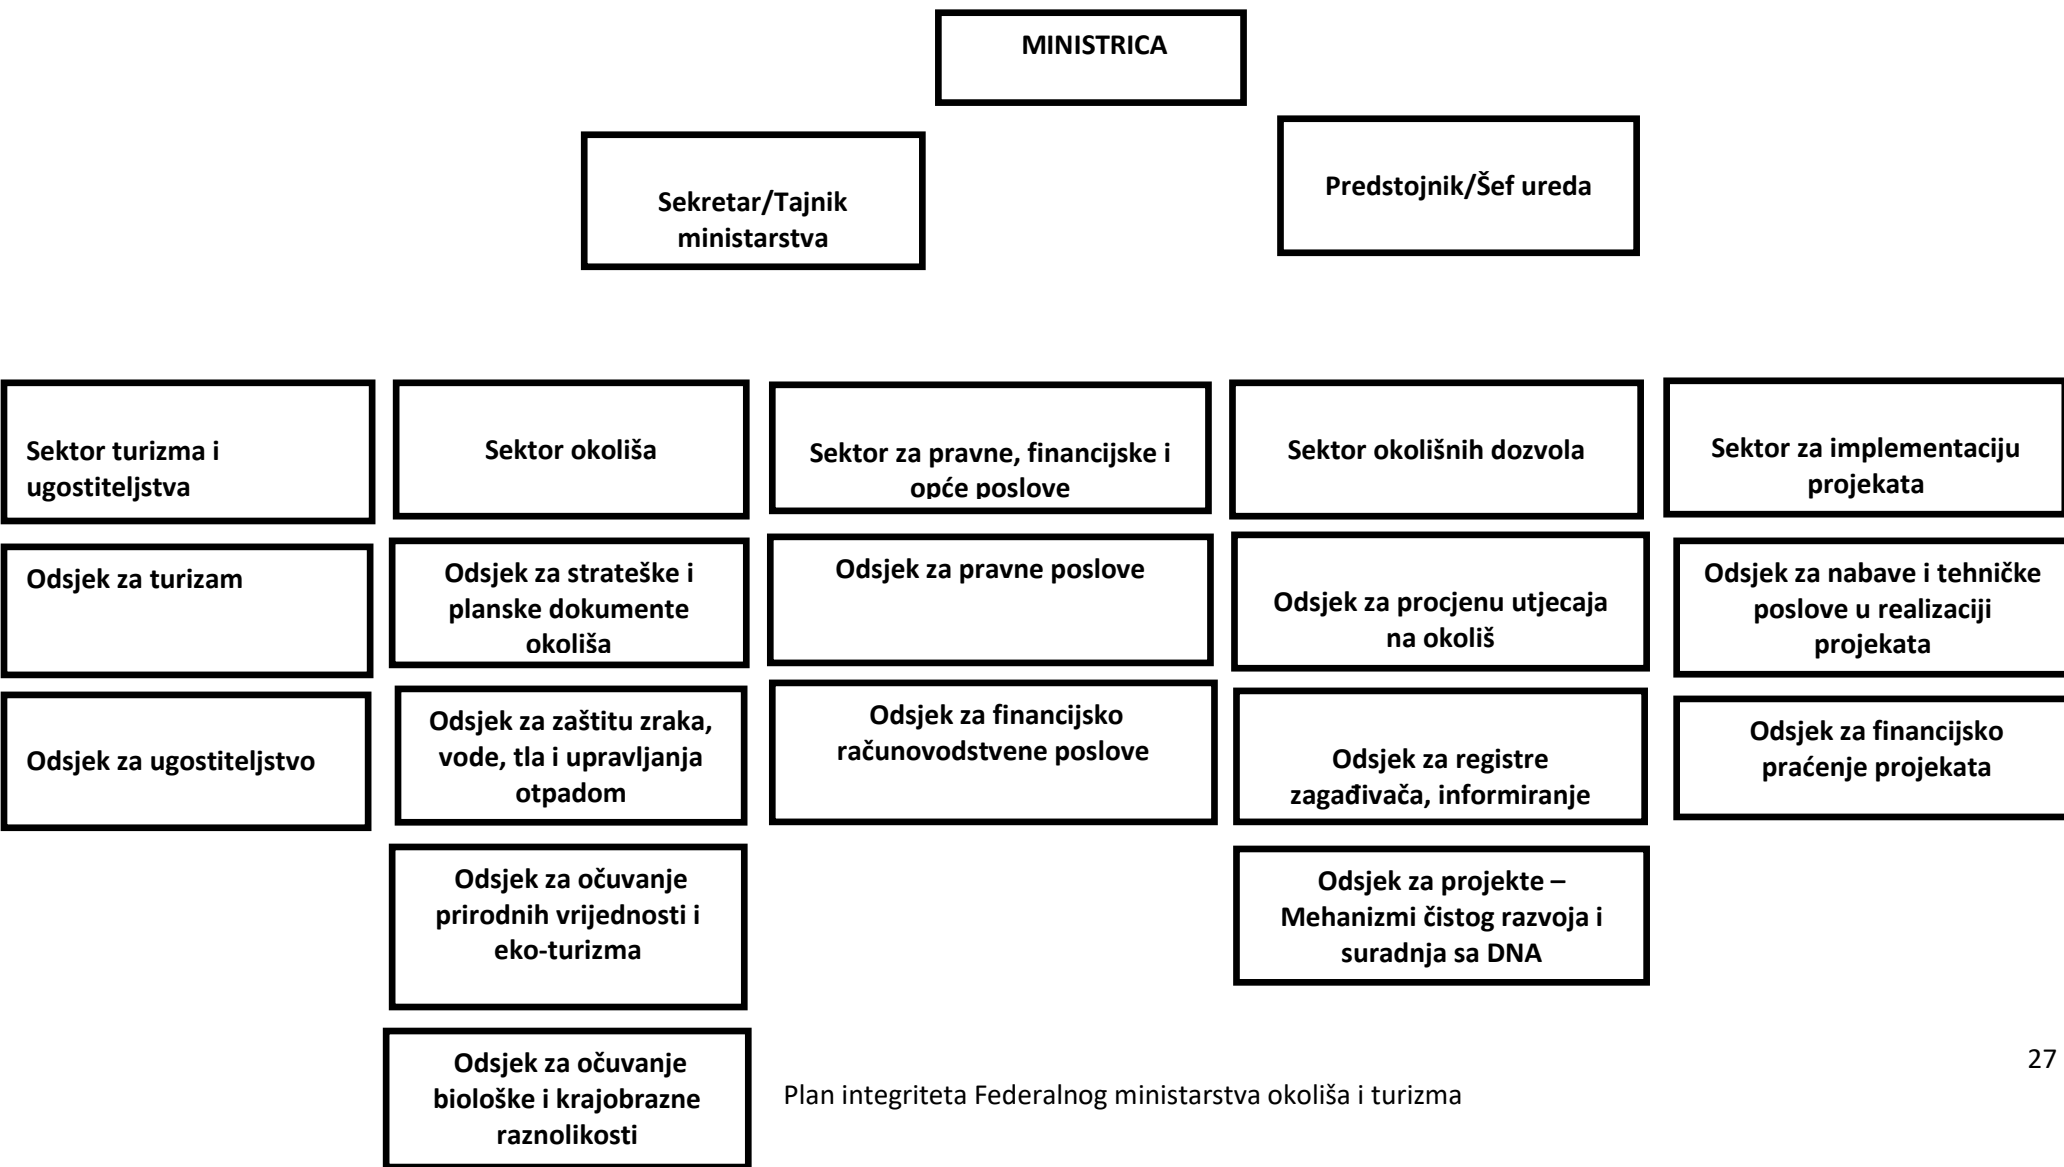 MINISTRICA
Sekretar/Tajnik
ministarstva
Predstojnik/Šef ureda
Sektor turizma i
ugostiteljstva
Sektor okoliša
Sektor za pravne, financijske i
opće poslove
Sektor okolišnih dozvola
Sektor za implementaciju
projekata
Odsjek za turizam
Odsjek za strateške i
planske dokumente
okoliša
Odsjek za pravne poslove
Odsjek za procjenu utjecaja
na okoliš
Odsjek za nabave i tehničke
poslove u realizaciji
projekata
Odsjek za ugostiteljstvo
Odsjek za zaštitu zraka,
vode, tla i upravljanja
otpadom
Odsjek za financijsko
računovodstvene poslove
Odsjek za registre
zagađivača, informiranje
Odsjek za financijsko
praćenje projekata
Odsjek za očuvanje
prirodnih vrijednosti i
eko-turizma
Odsjek za projekte –
Mehanizmi čistog razvoja i
suradnja sa DNA
Odsjek za očuvanje
biološke i krajobrazne
raznolikosti
27
Plan integriteta Federalnog ministarstva okoliša i turizma